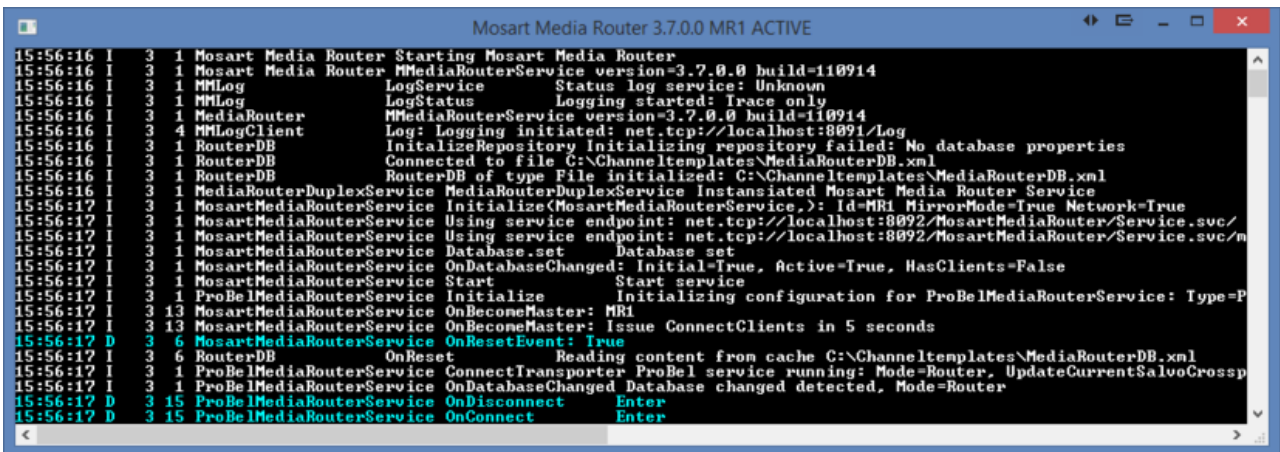 Mosart Media Router 3.7.0.0 MR1 ACTIVE
15:56:16 I 3 1 Mosart Media Router Starting Mosart Media Router
15:56:16 I 3 1 Mosart Media Router MMediaRouterService version=3.7.0.0 build=110914
15:56:16 I 3 1 MMLog LogService Status log service: Unknown
15:56:16 I 3 1 MMLog LogStatus Logging started: Trace only
15:56:16 I 3 1 MediaRouter MMediaRouterService version=3.7.0.0 build=110914
15:56:16 I 3 4 MMLogClient Log: Logging initiated: net.tcp://localhost:8091/Log
15:56:16 I 3 1 RouterDB InitalizeRepository Initializing repository failed: No database properties
15:56:16 I 3 1 RouterDB Connected to file C:\Channeltemplates\MediaRouterDB.xml
15:56:16 I 3 1 RouterDB RouterDB of type File initialized: C:\Channeltemplates\MediaRouterDB.xml
15:56:16 I 3 1 MediaRouterDuplexService MediaRouterDuplexService Instansiated Mosart Media Router Service
15:56:17 I 3 1 MosartMediaRouterService Initialize(MosartMediaRouterService,): Id=MR1 MirrorMode=True Network=True
15:56:17 I 3 1 MosartMediaRouterService Using service endpoint: net.tcp://localhost:8092/MosartMediaRouter/Service.svc/
15:56:17 I 3 1 MosartMediaRouterService Using service endpoint: net.tcp://localhost:8092/MosartMediaRouter/Service.svc/m
15:56:17 I 3 1 MosartMediaRouterService Database.set Database set
15:56:17 I 3 1 MosartMediaRouterService OnDatabaseChanged: Initial=True, Active=True, HasClients=False
15:56:17 I 3 1 MosartMediaRouterService Start Start service
15:56:17 I 3 1 ProBelMediaRouterService Initialize Initializing configuration for ProBelMediaRouterService: Type=P
15:56:17 I 3 13 MosartMediaRouterService OnBecomeMaster: MR1
15:56:17 I 3 13 MosartMediaRouterService OnBecomeMaster: Issue ConnectClients in 5 seconds
15:56:17 D 3 6 MosartMediaRouterService OnResetEvent: True
15:56:17 I 3 6 RouterDB OnReset Reading content from cache C:\Channeltemplates\MediaRouterDB.xml
15:56:17 I 3 1 ProBelMediaRouterService ConnectTransporter ProBel service running: Mode=Router, UpdateCurrentSalvoCrossp
15:56:17 I 3 1 ProBelMediaRouterService OnDatabaseChanged Database changed detected, Mode=Router
15:56:17 D 3 15 ProBelMediaRouterService OnDisconnect Enter
15:56:17 D 3 15 ProBelMediaRouterService OnConnect Enter